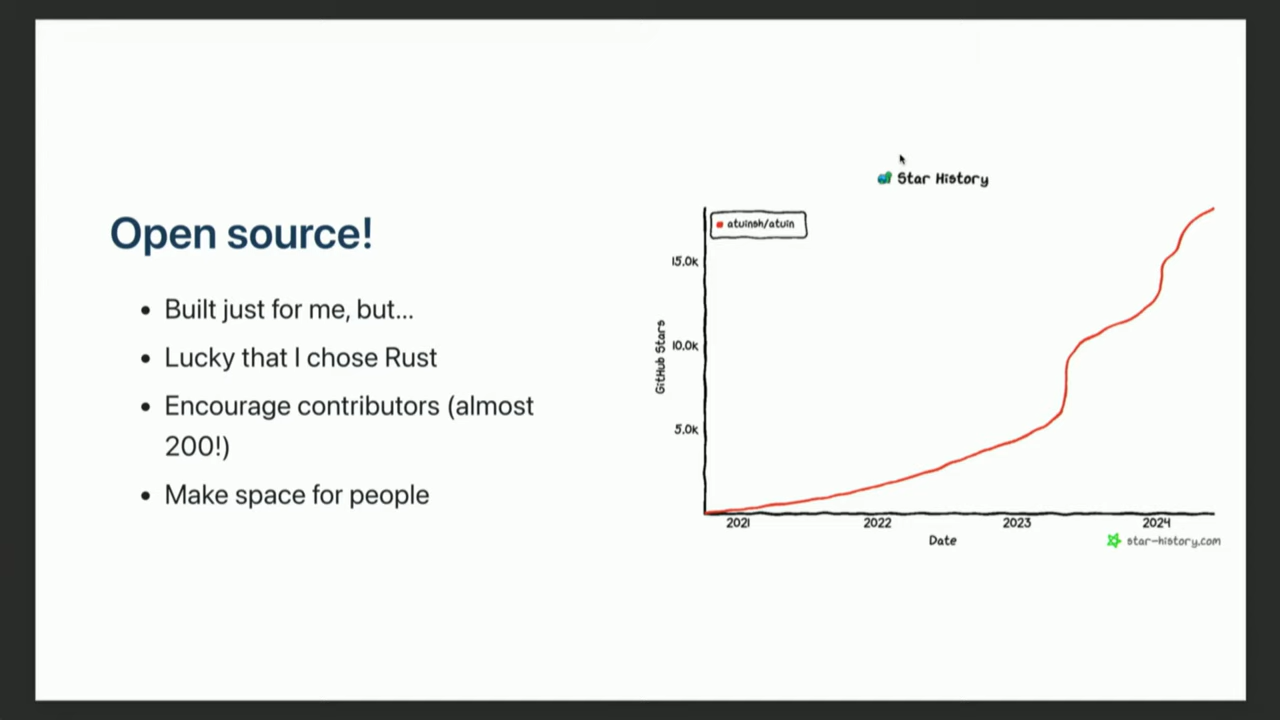 Open source!
Built just for me, but...
Lucky that I chose Rust
Encourage contributors (almost
200!)
Make space for people
Star History
atuinsh/atuin
GitHub Stars
15.0k
10.0k
5.0k
2021
2022
2023
2024
Date
star-history.com